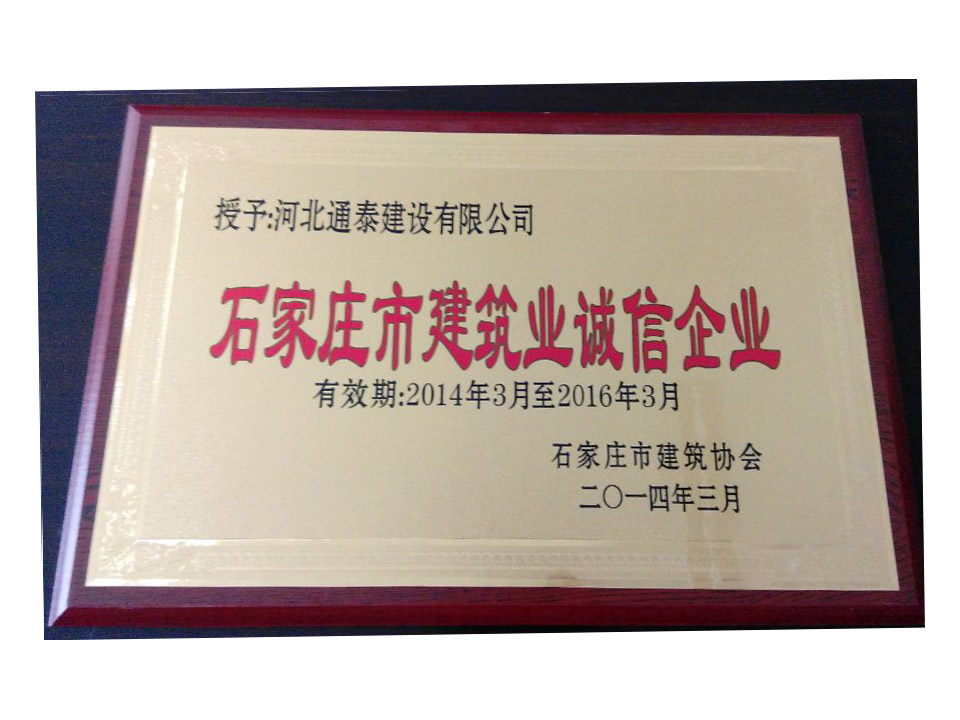 授予:河北通泰建设有限公司
石家庄市建筑业诚信企业
有效期:2014年3月至2016年3月
石家庄市建筑协会
二〇一四年三月